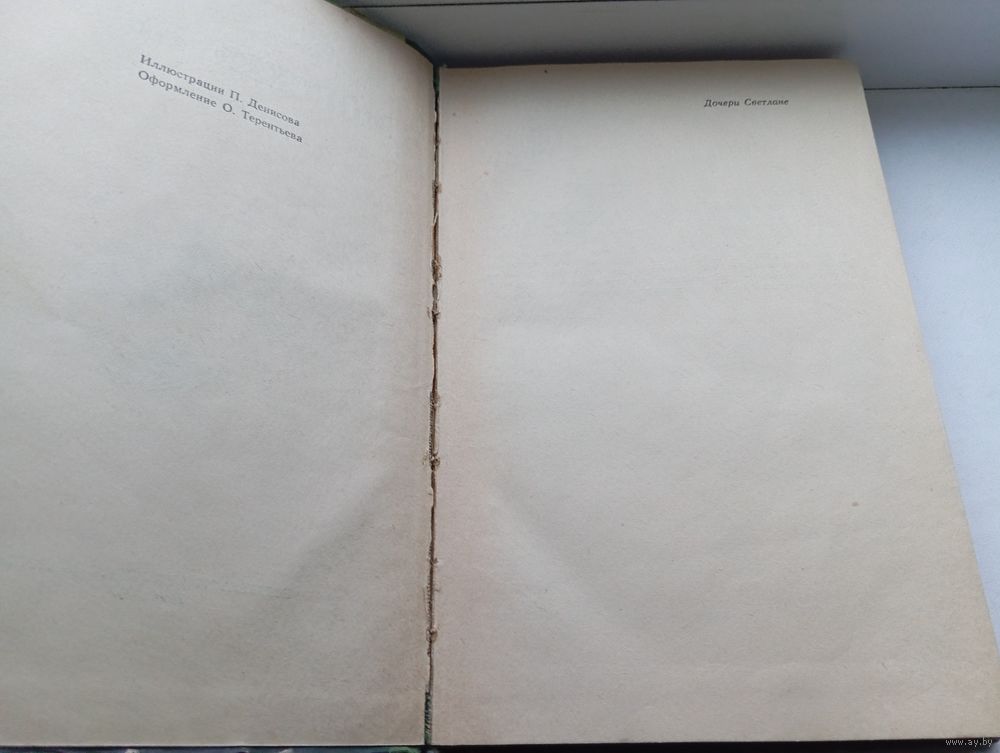 Иллюстрации П. Денисова
Оформление О. Терентьева
Дочери Светлане
www.ay.by